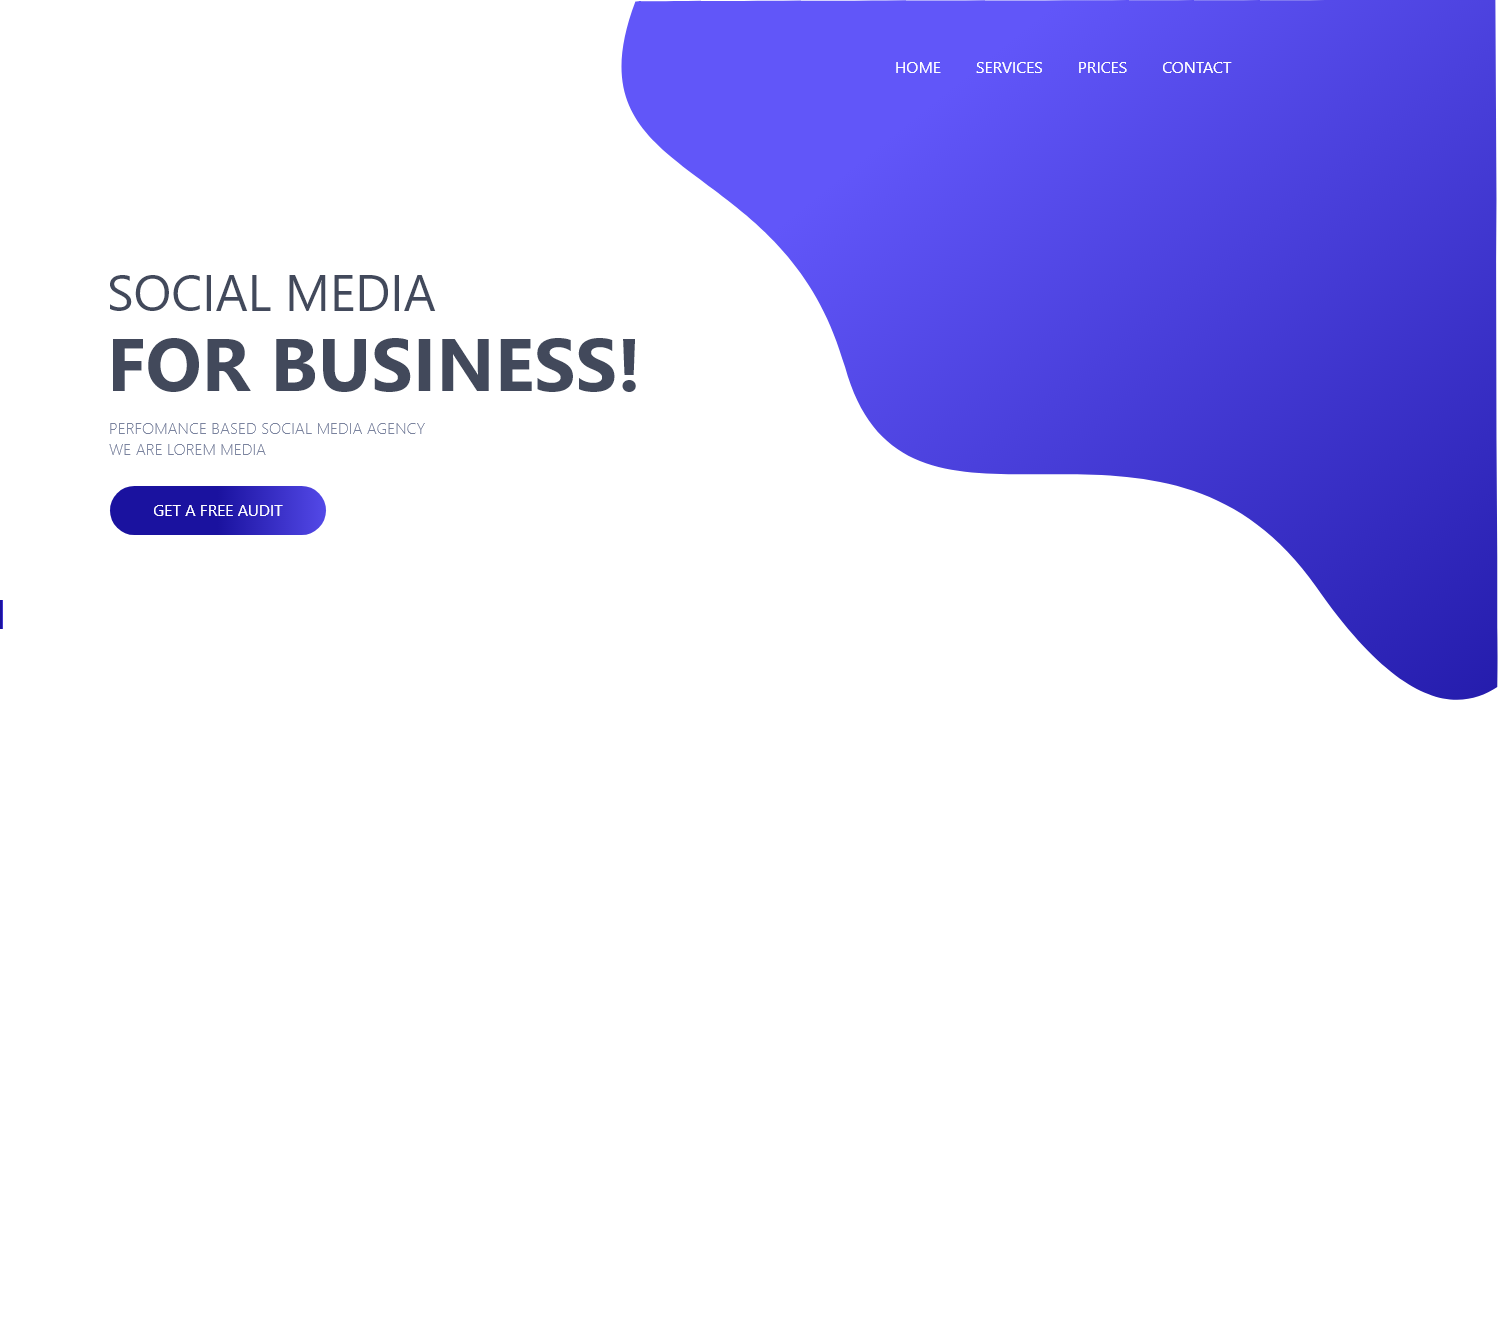 HOME SERVICES PRICES CONTACT
SOCIAL MEDIA
FOR BUSINESS!
PERFOMANCE BASED SOCIAL MEDIA AGENCY
WE ARE LOREM MEDIA
GET A FREE AUDIT